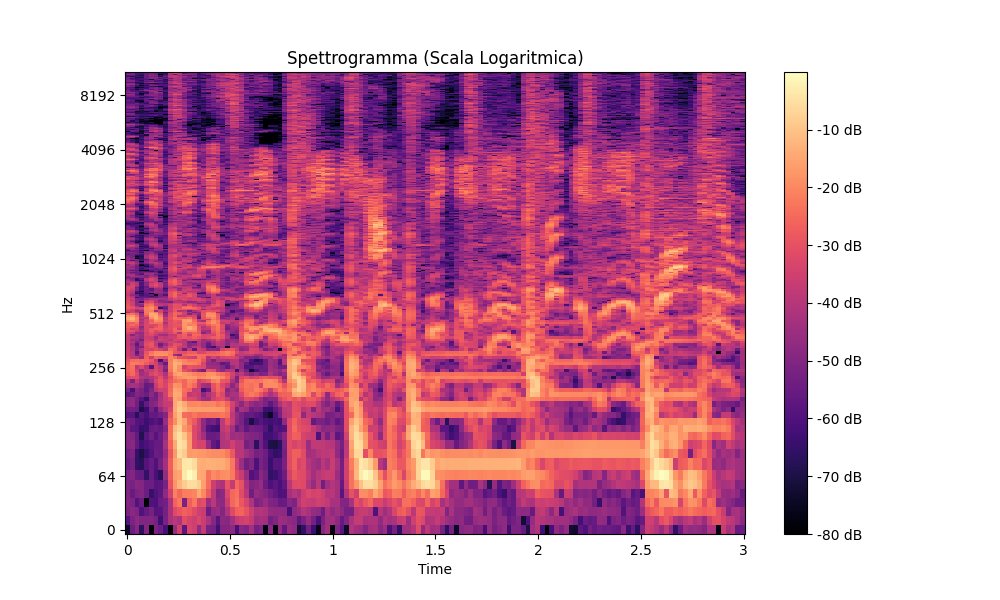 Spettrogramma (Scala Logaritmica)
Hz
8192
4096
2048
1024
512
256
128
64
0
0 0.5 1 1.5 2 2.5 3
Time
-10 dB
-20 dB
-30 dB
-40 dB
-50 dB
-60 dB
-70 dB
-80 dB